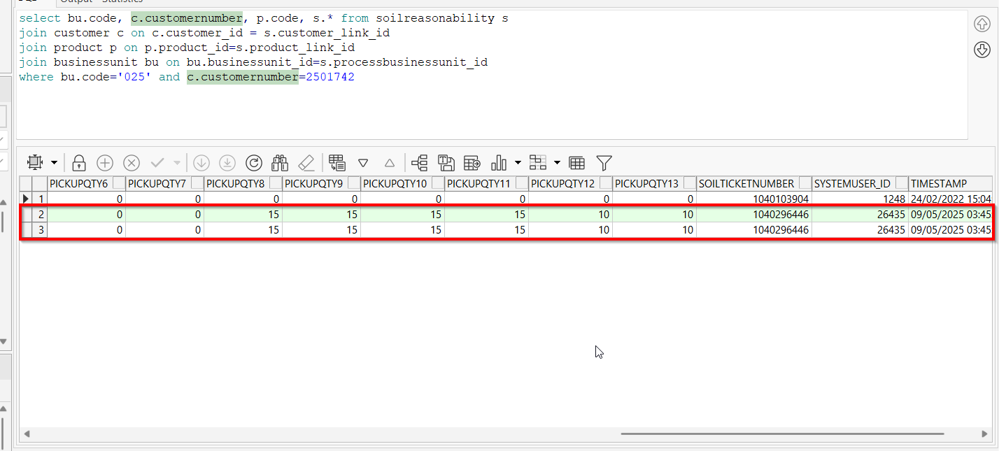 Output Statistics
select bu.code, c.customernumber, p.code, s.* from soilreasonability s
join customer c on c.customer_id = s.customer_link_id
join product p on p.product_id=s.product_link_id
join businessunit bu on bu.businessunit_id=s.processbusinessunit_id
where bu.code='025' and c.customernumber=2501742
PICKUPQTY6 PICKUPQTY7 PICKUPQTY8 PICKUPQTY9 PICKUPQTY10 PICKUPQTY11 PICKUPQTY12 PICKUPQTY13 SOILTICKETNUMBER SYSTEMUSER_ID TIMESTAMP
1 0 0 0 0 0 0 0 0 1040103904 1248 24/02/2022 15:04
2 0 0 15 15 15 15 10 10 1040296446 26435 09/05/2025 03:45
3 0 0 15 15 15 15 10 10 1040296446 26435 09/05/2025 03:45